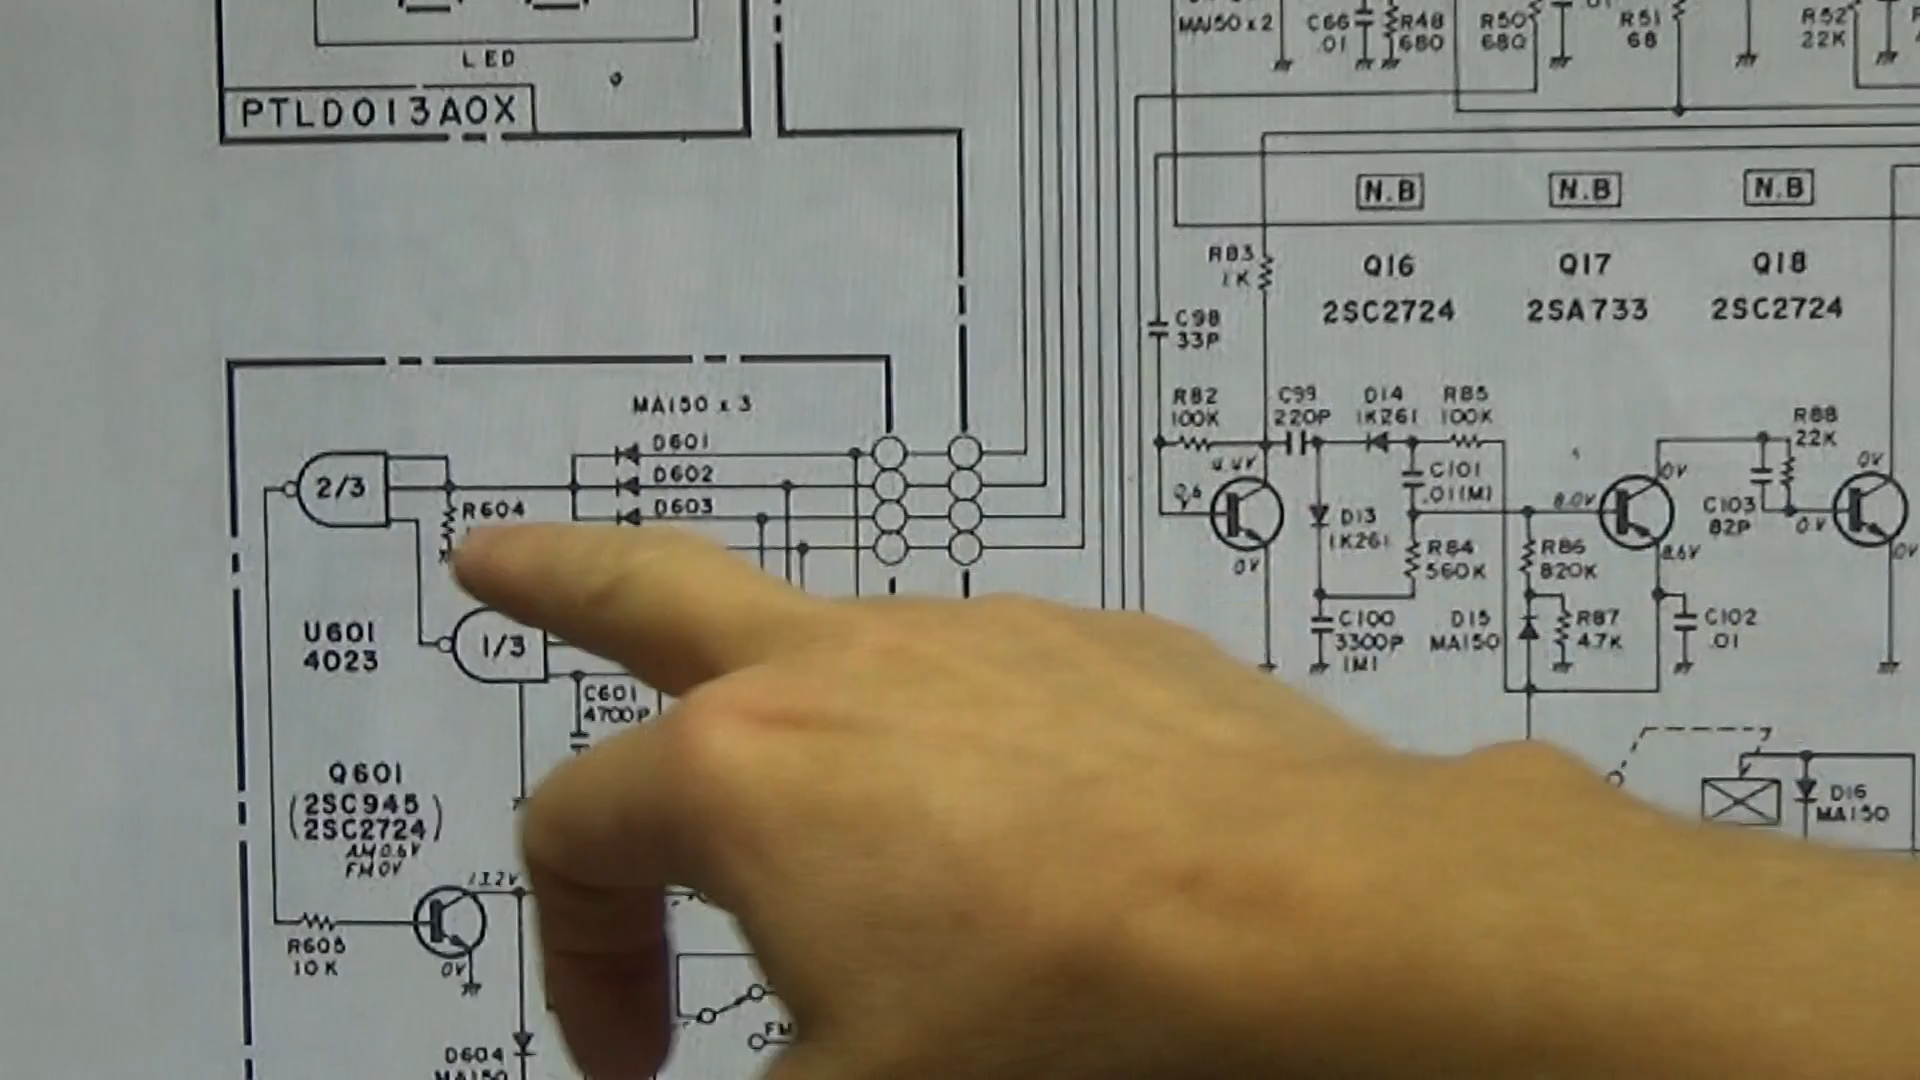 LED
PTLD013A0X
MA150 x 2
C66
.01
R48
680
R50
680
R51
68
R52
22K
N.B
N.B
N.B
R83
1K
Q16
2SC2724
Q17
2SA733
Q18
2SC2724
C98
33P
MA150 x 3
R82
100K
C99
220P
D14
1K261
R85
100K
R88
22K
D601
D602
D603
2/3
R604
C101
.01(M)
8.0V
0V
0V
C103
82P
0V
0V
D13
1K261
R84
560K
R86
820K
8.6V
0V
U601
4023
1/3
C100
3300P
(M)
D15
MA150
R87
4.7K
C102
.01
C601
4700P
Q601
(2SC945)
(2SC2724)
AM 0.6V
FM 0V
D16
MA150
13.2V
R605
10K
0V
FM
D604
MA150